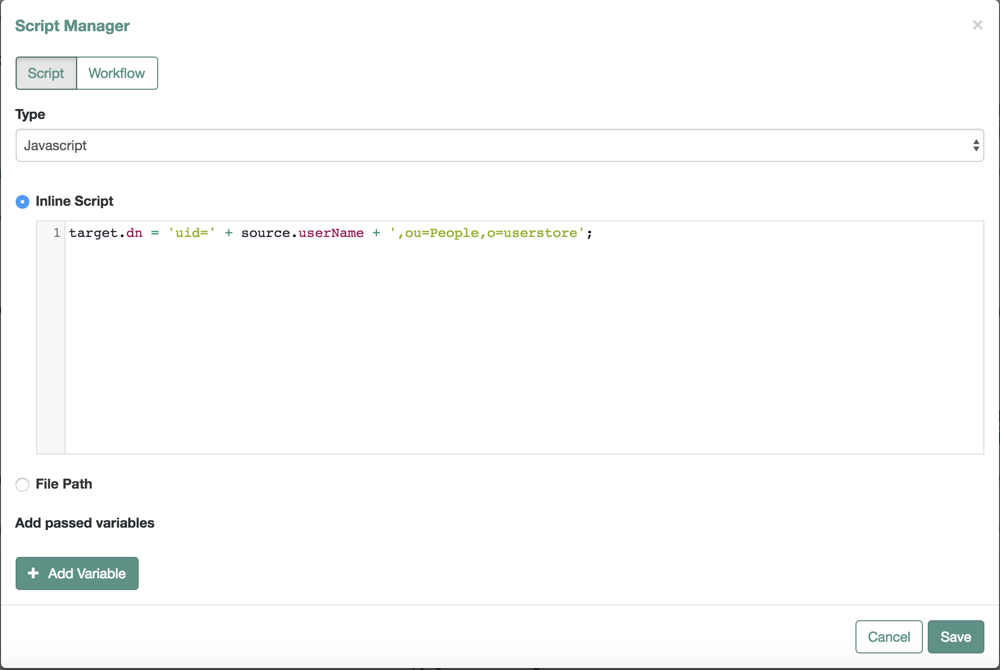 Script Manager
×
Script Workflow
Type
Javascript
Inline Script
1 target.dn = 'uid=' + source.userName + ',ou=People,o=userstore';
File Path
Add passed variables
+ Add Variable
Cancel Save